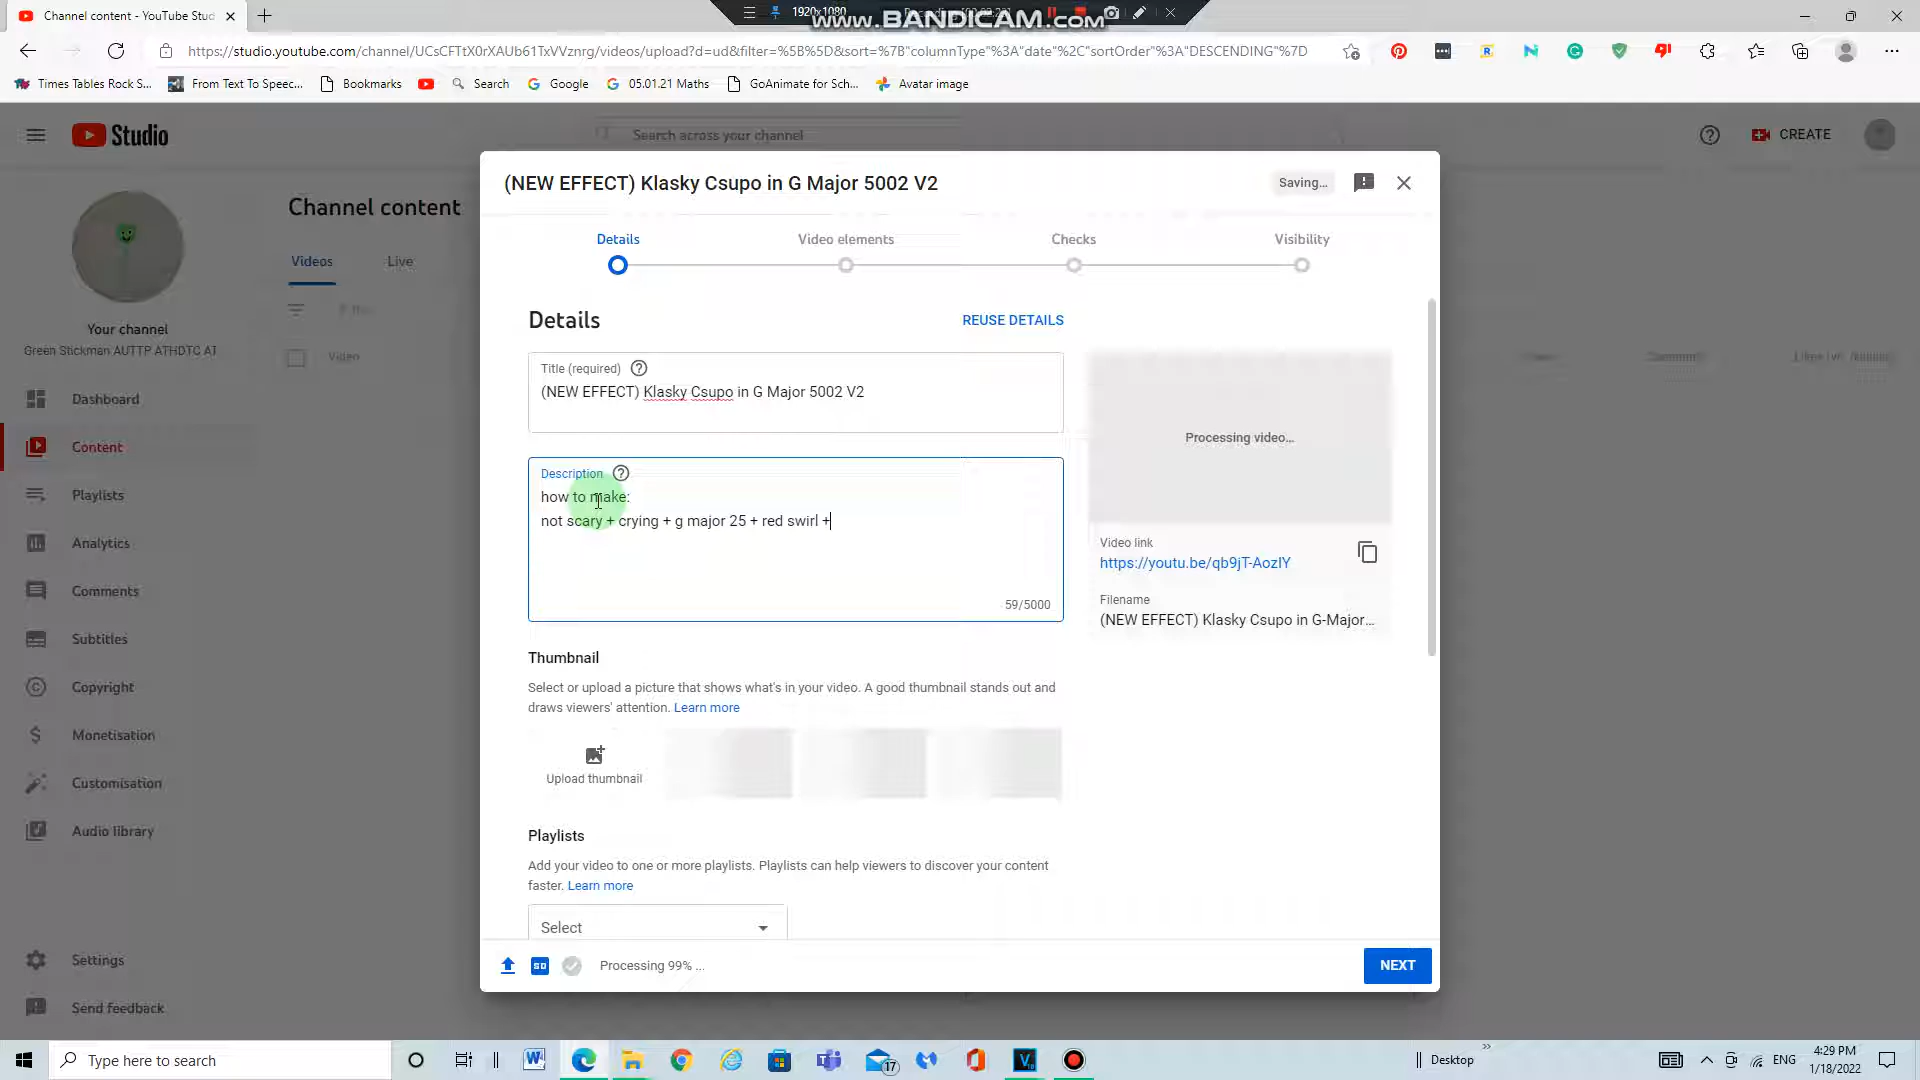 Channel content - YouTube Stud
1920x1080
www.BANDICAM.com
https://studio.youtube.com/channel/UCsCFTtX0rXAUb61TxVVznrg/videos/upload?d=ud&filter=%5B%5D&sort=%7B"columnType"%3A"date"%2C"sortOrder"%3A"DESCENDING"%7D
Times Tables Rock S...
From Text To Speec...
Bookmarks
Search
Google
05.01.21 Maths
GoAnimate for Sch...
Avatar image
Studio
Search across your channel
CREATE
Channel content
Videos
Live
Video
Your channel
Green Stickman AUTTP ATHDTC AT
Dashboard
Content
Playlists
Analytics
Comments
Subtitles
Copyright
Monetisation
Customisation
Audio library
Settings
Send feedback
(NEW EFFECT) Klasky Csupo in G Major 5002 V2
Saving...
Details
Video elements
Checks
Visibility
Details
REUSE DETAILS
Title (required)
(NEW EFFECT) Klasky Csupo in G Major 5002 V2
Description
how to make:
not scary + crying + g major 25 + red swirl +
59/5000
Processing video...
Video link
https://youtu.be/qb9jT-AozIY
Filename
(NEW EFFECT) Klasky Csupo in G-Major...
Thumbnail
Select or upload a picture that shows what's in your video. A good thumbnail stands out and
draws viewers' attention. Learn more
Upload thumbnail
Playlists
Add your video to one or more playlists. Playlists can help viewers to discover your content
faster. Learn more
Select
SD
Processing 99% ...
NEXT
Type here to search
17
Desktop
ENG
4:29 PM
1/18/2022